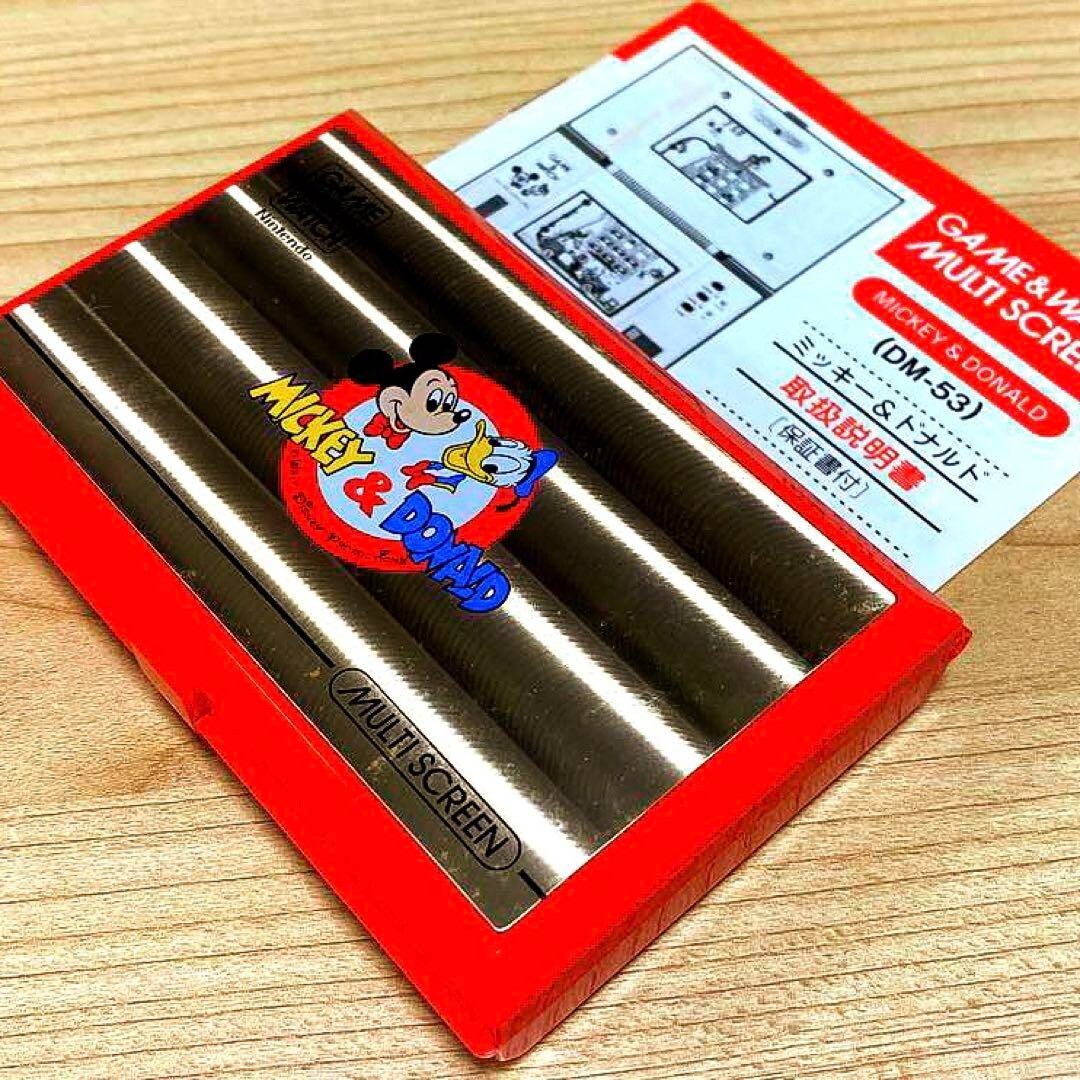 GAME
WATCH
Nintendo
MICKEY
&
DONALD
MULTI SCREEN
GAME&WA
MULTI SCREE
MICKEY & DONALD
(DM-53)
ミッキー&ドナルド
取扱説明書
〔保証書付〕